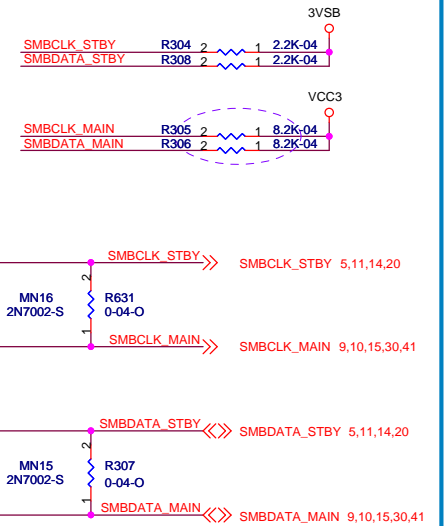 3VSB
SMBCLK_STBY R304 2 1 2.2K-04
SMBDATA_STBY R308 2 1 2.2K-04
VCC3
SMBCLK_MAIN R305 2 1 8.2K-04
SMBDATA_MAIN R306 2 1 8.2K-04
SMBCLK_STBY SMBCLK_STBY 5,11,14,20
2
MN16 R631
2N7002-S 0-04-O
1
SMBCLK_MAIN SMBCLK_MAIN 9,10,15,30,41
SMBDATA_STBY SMBDATA_STBY 5,11,14,20
2
MN15 R307
2N7002-S 0-04-O
1
SMBDATA_MAIN SMBDATA_MAIN 9,10,15,30,41